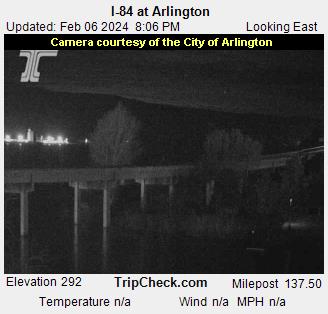 I-84 at Arlington
Updated: Feb 06 2024 8:06 PM Looking East
Camera courtesy of the City of Arlington
Elevation 292 TripCheck.com Milepost 137.50
Temperature n/a Wind n/a MPH n/a